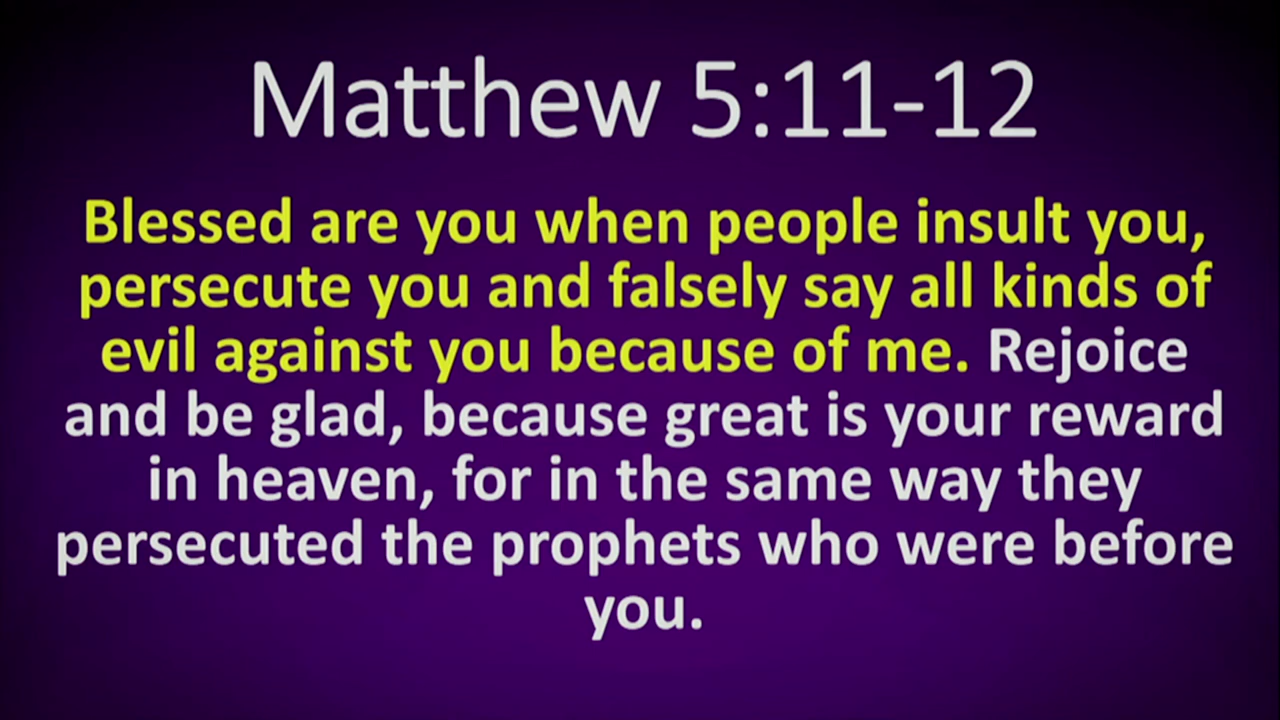 Matthew 5:11-12
Blessed are you when people insult you,
persecute you and falsely say all kinds of
evil against you because of me. Rejoice
and be glad, because great is your reward
in heaven, for in the same way they
persecuted the prophets who were before
you.